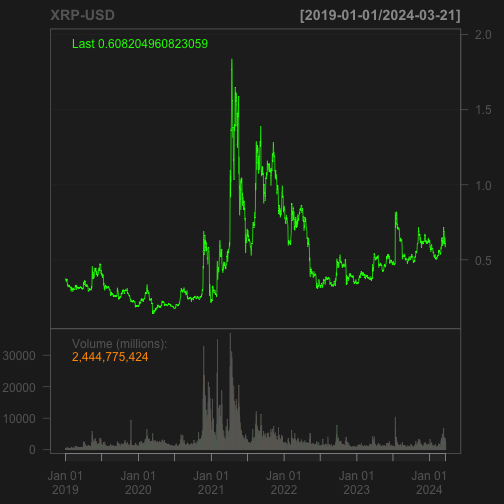 XRP-USD [2019-01-01/2024-03-21]
Last 0.608204960823059
2.0
1.5
1.0
0.5
Volume (millions):
2,444,775,424
30000
20000
10000
0
Jan 01 Jan 01 Jan 01 Jan 01 Jan 01 Jan 01
2019 2020 2021 2022 2023 2024